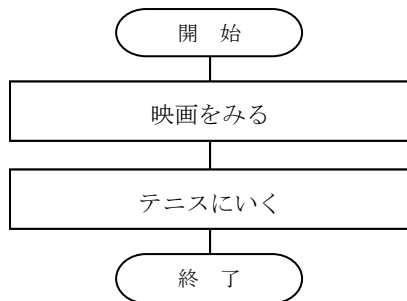 開　始
映画をみる
テニスにいく
終　了